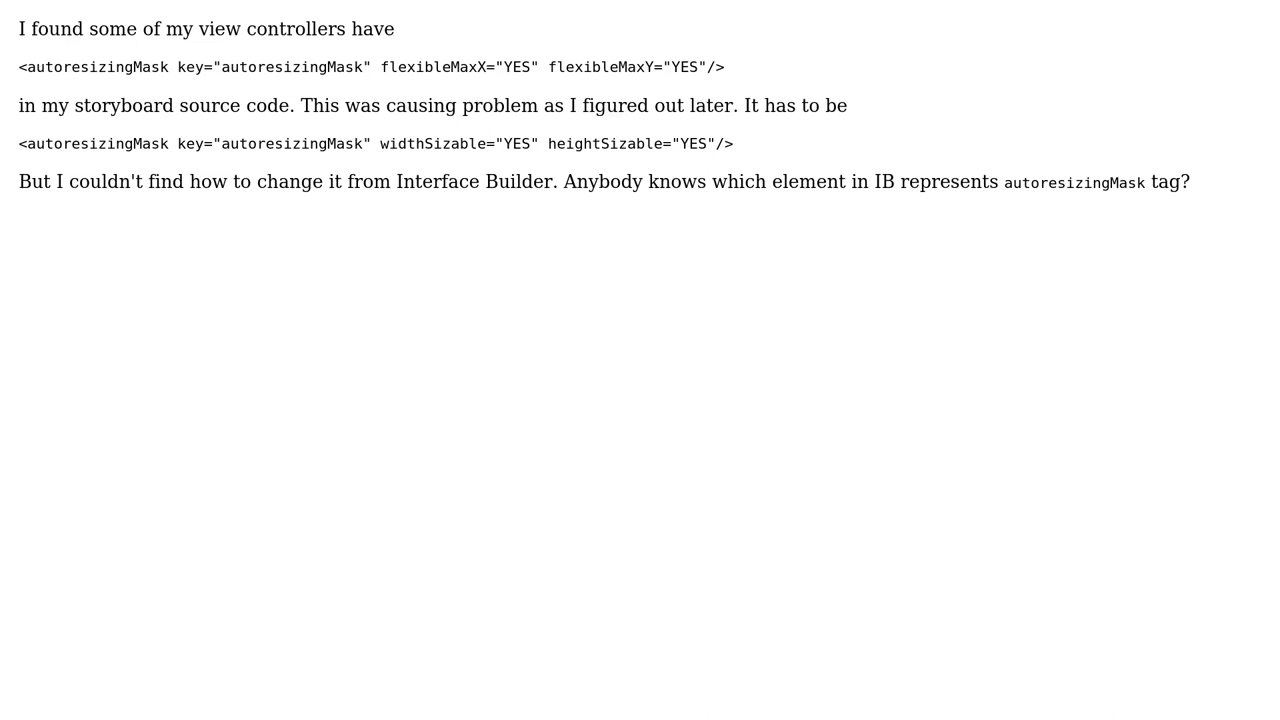 I found some of my view controllers have
<autoresizingMask key="autoresizingMask" flexibleMaxX="YES" flexibleMaxY="YES"/>
in my storyboard source code. This was causing problem as I figured out later. It has to be
<autoresizingMask key="autoresizingMask" widthSizable="YES" heightSizable="YES"/>
But I couldn't find how to change it from Interface Builder. Anybody knows which element in IB represents autoresizingMask tag?